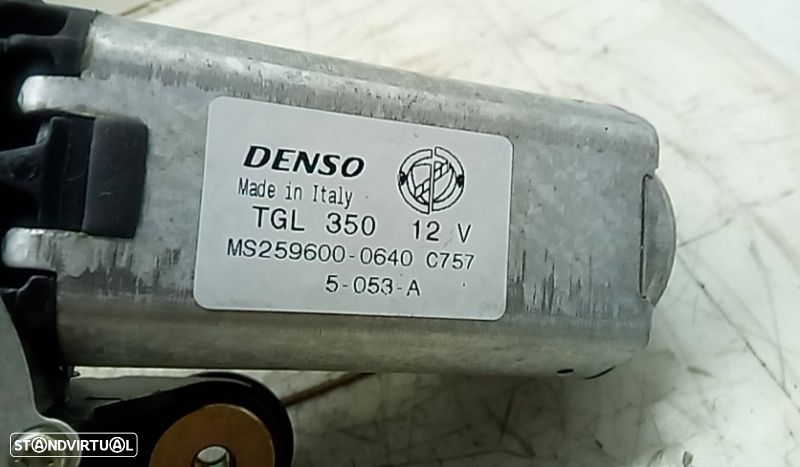 DENSO
Made in Italy
TGL 350 12 V
MS259600-0640 C757
5-053-A
STANDVIRTUAL